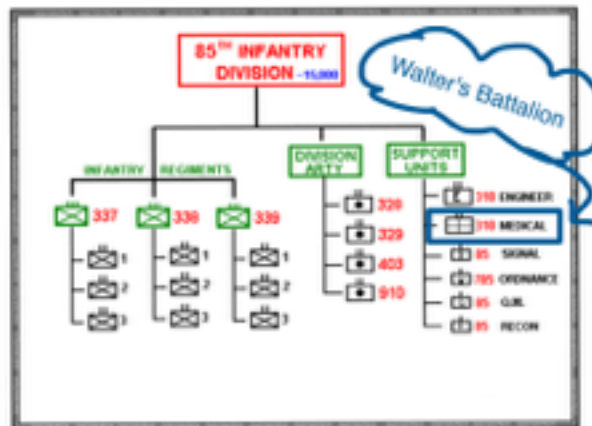 85TH INFANTRY
DIVISION ~15,000
Walter's Battalion
INFANTRY REGIMENTS
DIVISION
ARTY
SUPPORT
UNITS
337
338
339
1
2
3
1
2
3
1
2
3
328
329
403
910
310 ENGINEER
310 MEDICAL
85 SIGNAL
785 ORDNANCE
85 Q.M.
85 RECON